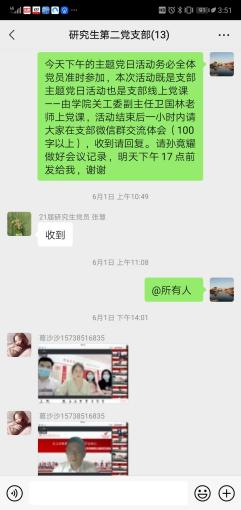 3:51
研究生第二党支部(13)
今天下午的主题党日活动务必全体
党员准时参加，本次活动既是支部
主题党日活动也是支部线上党课
——由学院关工委副主任卫国林老
师上党课，活动结束后一小时内请
大家在支部微信群交流体会（100
字以上），收到请回复。请孙竟耀
做好会议记录，明天下午17点前
发给我，谢谢
6月1日 上午10:49
21届研究生党员 张慧
收到
6月1日 上午11:08
@所有人
6月1日 下午14:01
葛沙沙15738516835
葛沙沙15738516835